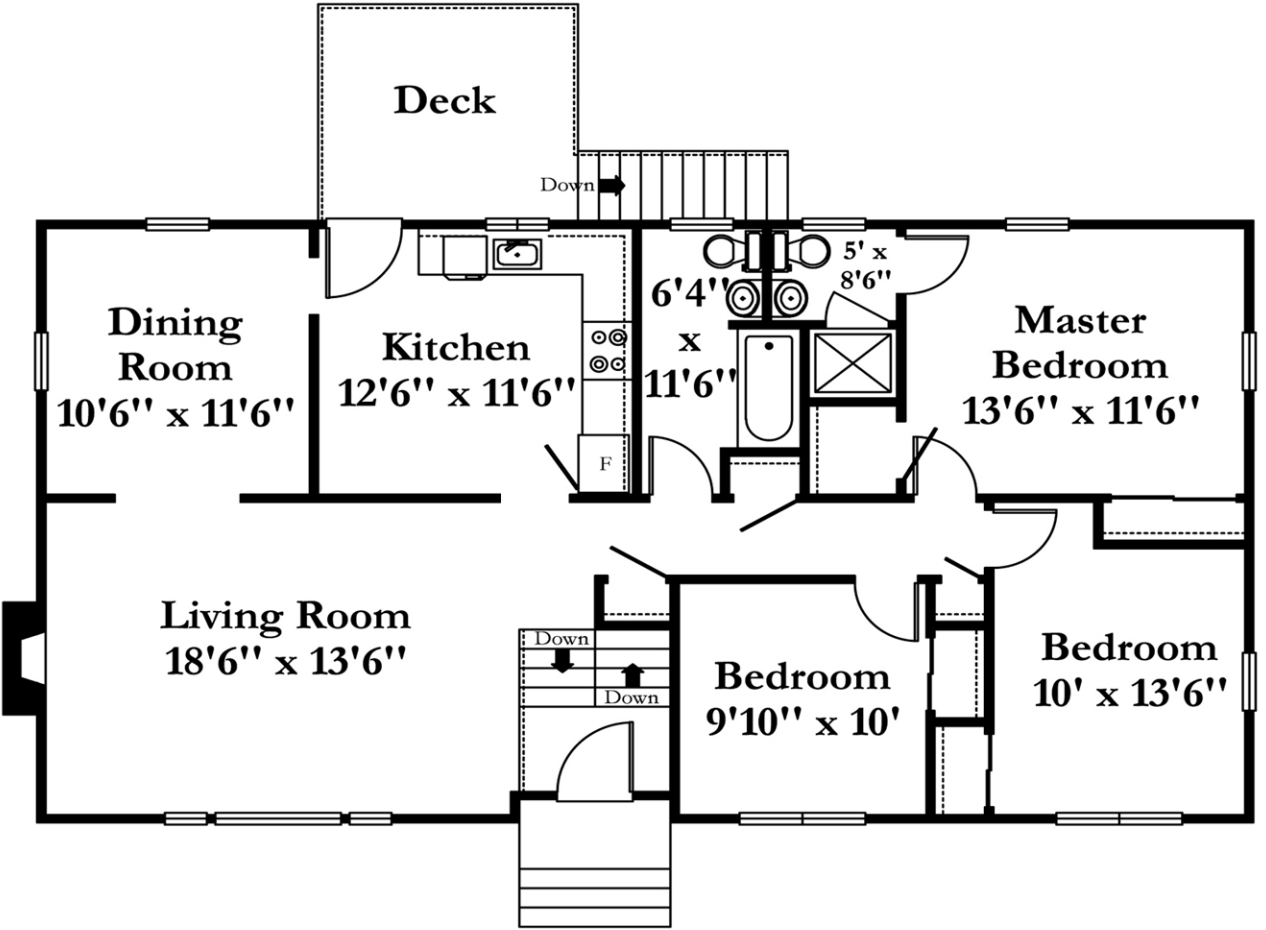 Deck
Down
5' x
8'6"
6'4"
x
11'6"
Dining
Room
10'6" x 11'6"
Kitchen
12'6" x 11'6"
Master
Bedroom
13'6" x 11'6"
F
Living Room
18'6" x 13'6"
Down
Down
Bedroom
9'10" x 10'
Bedroom
10' x 13'6"